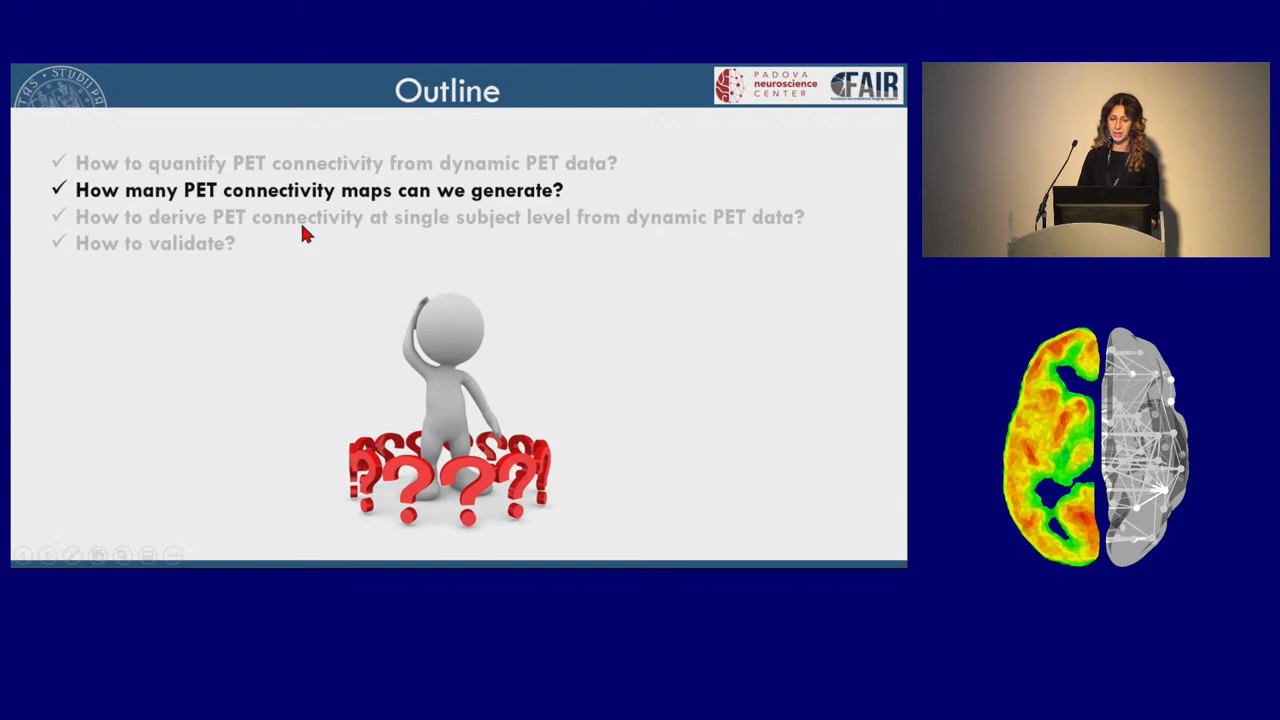 Outline
PADOVA
neuroscience
CENTER
FAIR
How to quantify PET connectivity from dynamic PET data?
How many PET connectivity maps can we generate?
How to derive PET connectivity at single subject level from dynamic PET data?
How to validate?
? ? ? ?